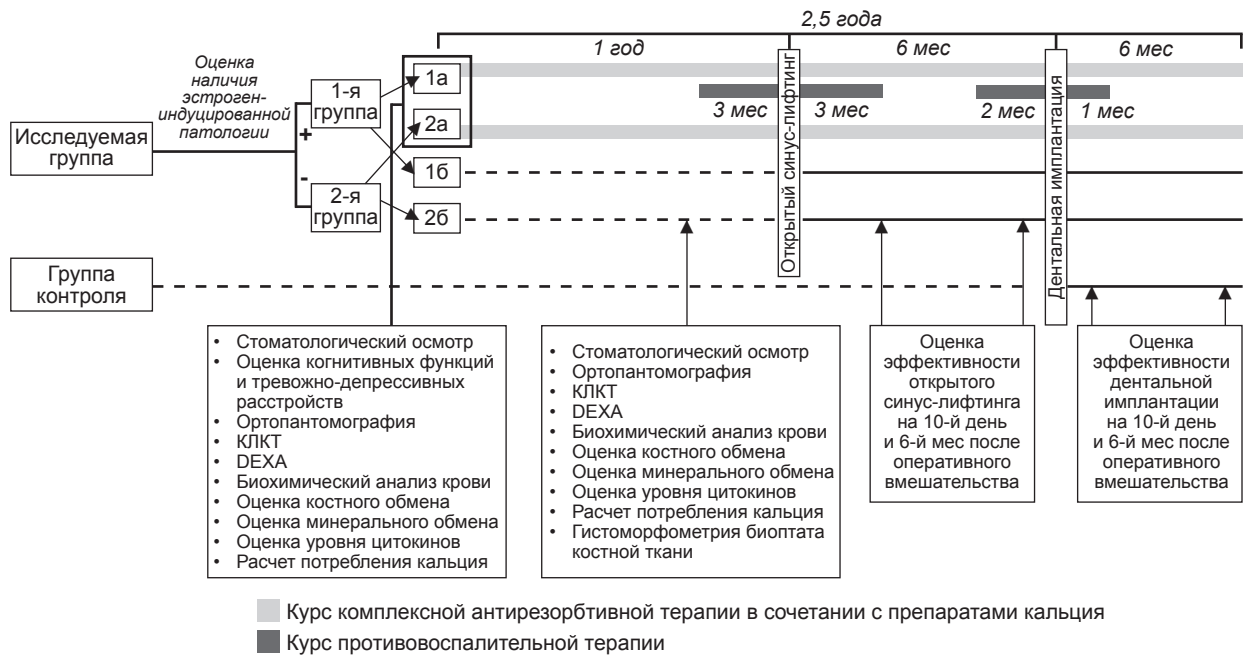 2,5 года
1 год
6 мес
6 мес
Оценка
наличия
эстроген-
индуцированной
патологии
Исследуемая
группа
+
-
1-я
группа
2-я
группа
1а
2а
1б
2б
3 мес
3 мес
2 мес
1 мес
Открытый синус-лифтинг
Дентальная имплантация
Группа
контроля
• Стоматологический осмотр
• Оценка когнитивных функций
и тревожно-депрессивных
расстройств
• Ортопантомография
• КЛКТ
• DEXA
• Биохимический анализ крови
• Оценка костного обмена
• Оценка минерального обмена
• Оценка уровня цитокинов
• Расчет потребления кальция
• Стоматологический осмотр
• Ортопантомография
• КЛКТ
• DEXA
• Биохимический анализ крови
• Оценка костного обмена
• Оценка минерального обмена
• Оценка уровня цитокинов
• Расчет потребления кальция
• Гистоморфометрия биоптата
костной ткани
Оценка
эффективности
открытого
синус-лифтинга
на 10-й день
и 6-й мес после
оперативного
вмешательства
Оценка
эффективности
дентальной
имплантации
на 10-й день
и 6-й мес после
оперативного
вмешательства
Курс комплексной антирезорбтивной терапии в сочетании с препаратами кальция
Курс противовоспалительной терапии